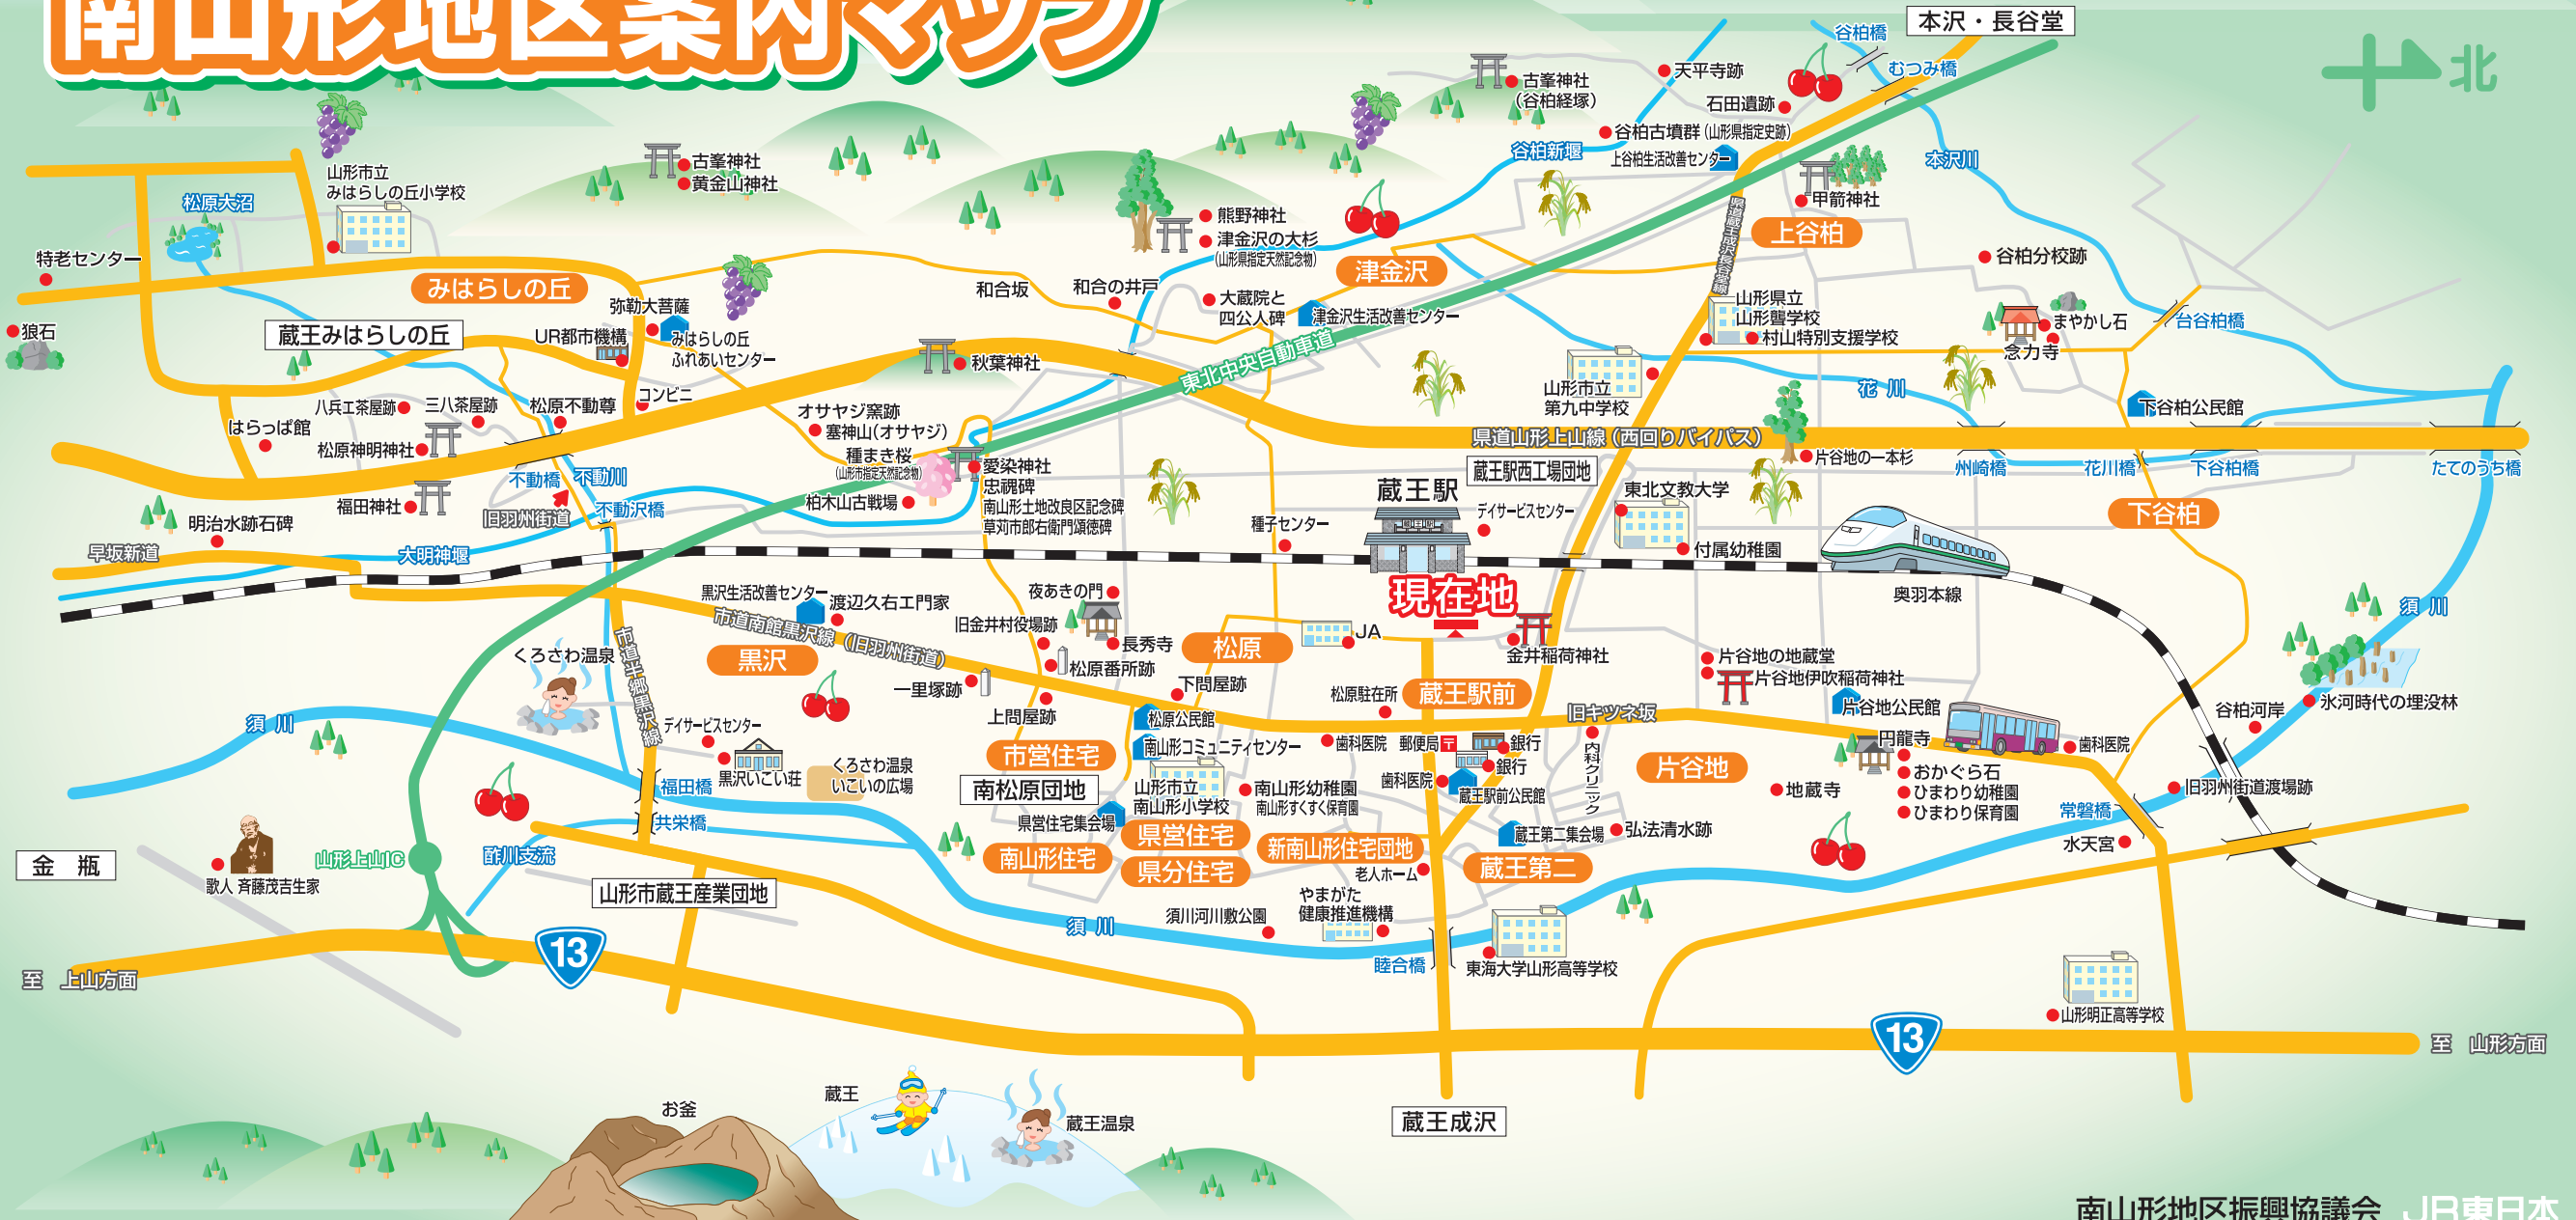 南山形地区案内マップ
本沢・長谷堂
北
谷柏橋
むつみ橋
天平寺跡
古峯神社
(谷柏経塚)
石田遺跡
谷柏古墳群(山形県指定史跡)
谷柏新堰
上谷柏生活改善センター
本沢川
甲箭神社
上谷柏
県道蔵王成沢長谷堂線
谷柏分校跡
山形市立
みはらしの丘小学校
古峯神社
黄金山神社
松原大沼
熊野神社
津金沢の大杉
(山形県指定天然記念物)
特老センター
みはらしの丘
津金沢
和合坂
和合の井戸
大蔵院と
四公人碑
津金沢生活改善センター
山形県立
山形聾学校
村山特別支援学校
まやかし石
念力寺
台谷柏橋
狼石
蔵王みはらしの丘
弥勒大菩薩
UR都市機構
みはらしの丘
ふれあいセンター
東北中央自動車道
秋葉神社
コンビニ
山形市立
第九中学校
花川
下谷柏公民館
八兵エ茶屋跡
三八茶屋跡
松原不動尊
オサヤジ窯跡
塞神山(オサヤジ)
はらっぱ館
松原神明神社
種まき桜
(山形市指定天然記念物)
県道山形上山線(西回りバイパス)
片谷地の一本杉
州崎橋
花川橋
下谷柏橋
たてのうち橋
不動橋
不動川
愛染神社
忠視碑
南山形土地改良区記念碑
草苅市郎右衛門頌徳碑
蔵王駅西工場団地
蔵王駅
東北文教大学
福田神社
旧羽州街道
不動沢橋
柏木山古戦場
デイサービスセンター
下谷柏
明治水跡石碑
種子センター
早坂新道
大明神堰
付属幼稚園
奥羽本線
現在地
須川
黒沢生活改善センター
渡辺久右エ門家
夜あきの門
市道南館黒沢線(旧羽州街道)
旧金井村役場跡
長秀寺
松原
JA
金井稲荷神社
市道半郷黒沢線
くろさわ温泉
黒沢
松原番所跡
片谷地の地蔵堂
片谷地伊吹稲荷神社
一里塚跡
下問屋跡
松原駐在所
蔵王駅前
片谷地公民館
谷柏河岸
氷河時代の埋没林
上問屋跡
松原公民館
旧キツネ坂
須川
デイサービスセンター
市営住宅
南山形コミュニティセンター
歯科医院
郵便局
銀行
銀行
内科クリニック
片谷地
円龍寺
歯科医院
黒沢いこい荘
くろさわ温泉
いこいの広場
福田橋
南松原団地
山形市立
南山形小学校
南山形幼稚園
南山形すくすく保育園
歯科医院
蔵王駅前公民館
地蔵寺
おかぐら石
ひまわり幼稚園
ひまわり保育園
旧羽州街道渡場跡
常磐橋
共栄橋
県営住宅集会場
県営住宅
新南山形住宅団地
蔵王第二集会場
弘法清水跡
水天宮
金瓶
山形上山IC
酢川支流
南山形住宅
県分住宅
蔵王第二
老人ホーム
歌人 斉藤茂吉生家
山形市蔵王産業団地
須川
須川河川敷公園
やまがた
健康推進機構
睦合橋
東海大学山形高等学校
13
至 上山方面
山形明正高等学校
13
至 山形方面
お釜
蔵王
蔵王温泉
蔵王成沢
南山形地区振興協議会 JR東日本